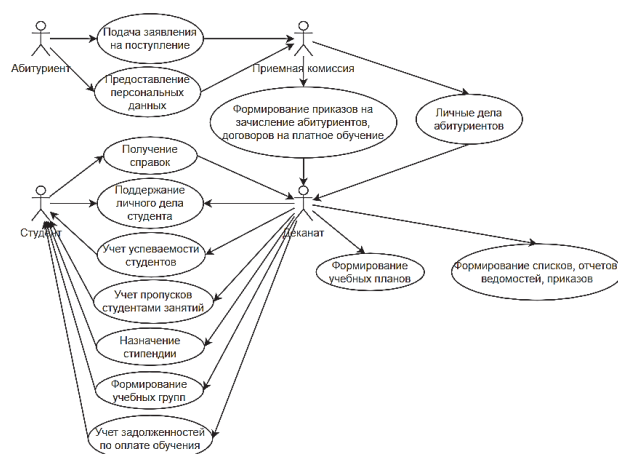 Подача заявления
на поступление
Абитуриент
Приемная комиссия
Предоставление
персональных
данных
Формирование приказов на
зачисление абитуриентов,
договоров на платное обучение
Личные дела
абитуриентов
Получение
справок
Поддержание
личного дела
студента
Студент
Деканат
Учет успеваемости
студентов
Формирование
учебных планов
Формирование списков, отчетов
ведомостей, приказов
Учет пропусков
студентами занятий
Назначение
стипендии
Формирование
учебных групп
Учет задолженностей
по оплате обучения